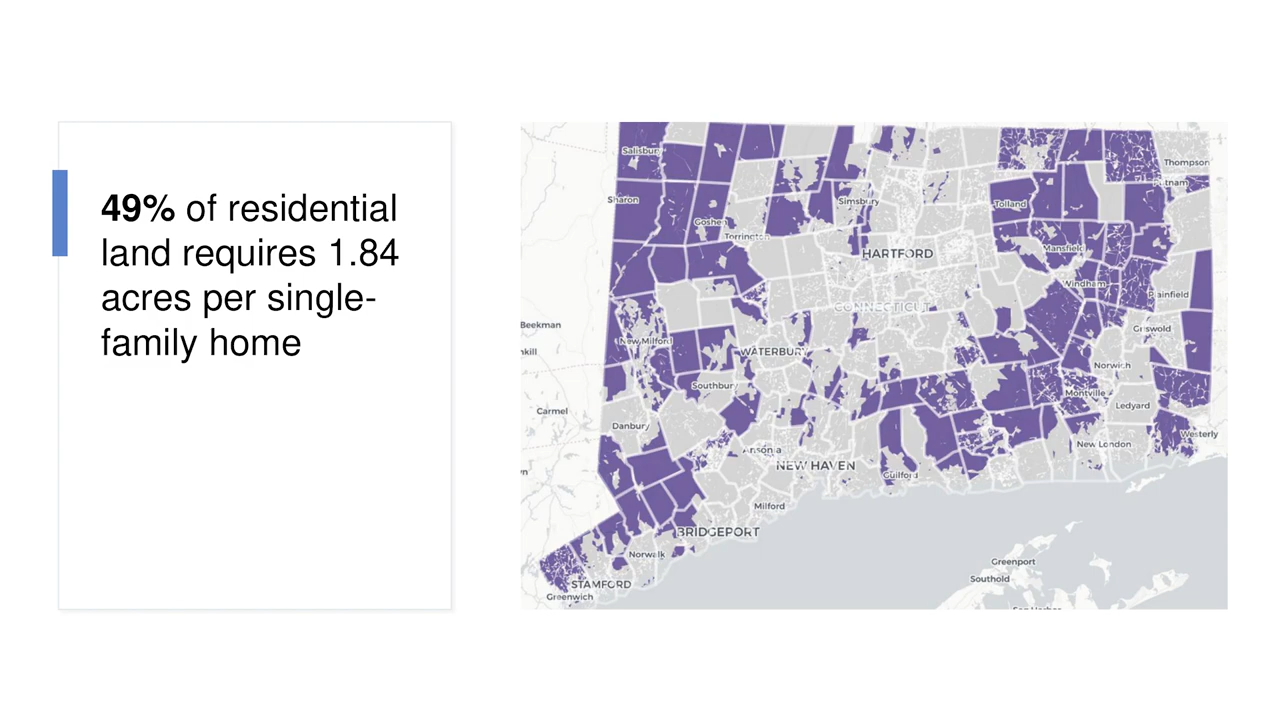 49% of residential
land requires 1.84
acres per single-
family home
Salisbury
Thompson
Putnam
Sharon
Simsbury
Tolland
Goshen
Torrington
HARTFORD
Mansfield
Windham
Plainfield
CONNECTICUT
Beekman
Griswold
New Milford
nkill
WATERBURY
Norwich
Southbury
Montville
Ledyard
Carmel
Danbury
Westerly
New London
Ansonia
NEW HAVEN
Guilford
Milford
BRIDGEPORT
Norwalk
Greenport
Southold
STAMFORD
Greenwich